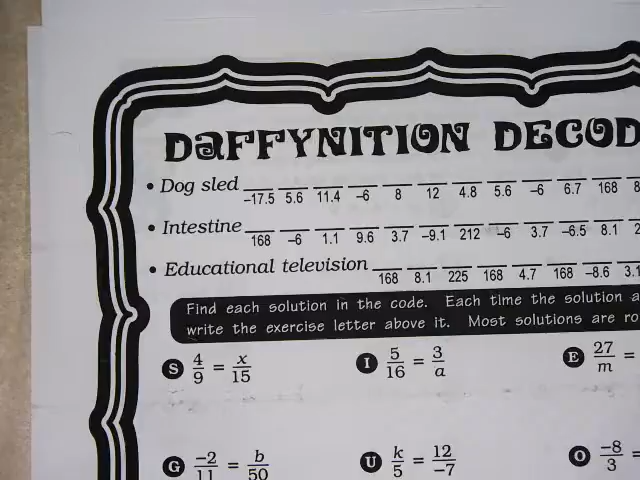 DaFFYNITION DECOD
• Dog sled -17.5 5.6 11.4 -6 8 12 4.8 5.6 -6 6.7 168 8
• Intestine 168 -6 1.1 9.6 3.7 -9.1 212 -6 3.7 -6.5 8.1 2
• Educational television 168 8.1 225 168 4.7 168 -8.6 3.1
Find each solution in the code. Each time the solution a
write the exercise letter above it. Most solutions are ro
S 4/9 = x/15 I 5/16 = 3/a E 27/m =
G -2/11 = b/50 U k/5 = 12/-7 O -8/3 =